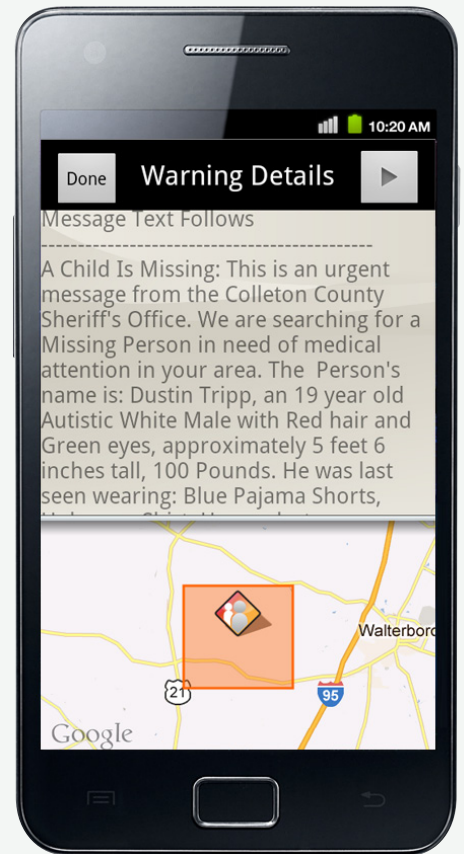 10:20 AM
Done
Warning Details
Message Text Follows
---------------------------------------------
A Child Is Missing: This is an urgent
message from the Colleton County
Sheriff's Office. We are searching for a
Missing Person in need of medical
attention in your area. The  Person's
name is: Dustin Tripp, an 19 year old
Autistic White Male with Red hair and
Green eyes, approximately 5 feet 6
inches tall, 100 Pounds. He was last
seen wearing: Blue Pajama Shorts,
Walterboro
21
95
Google